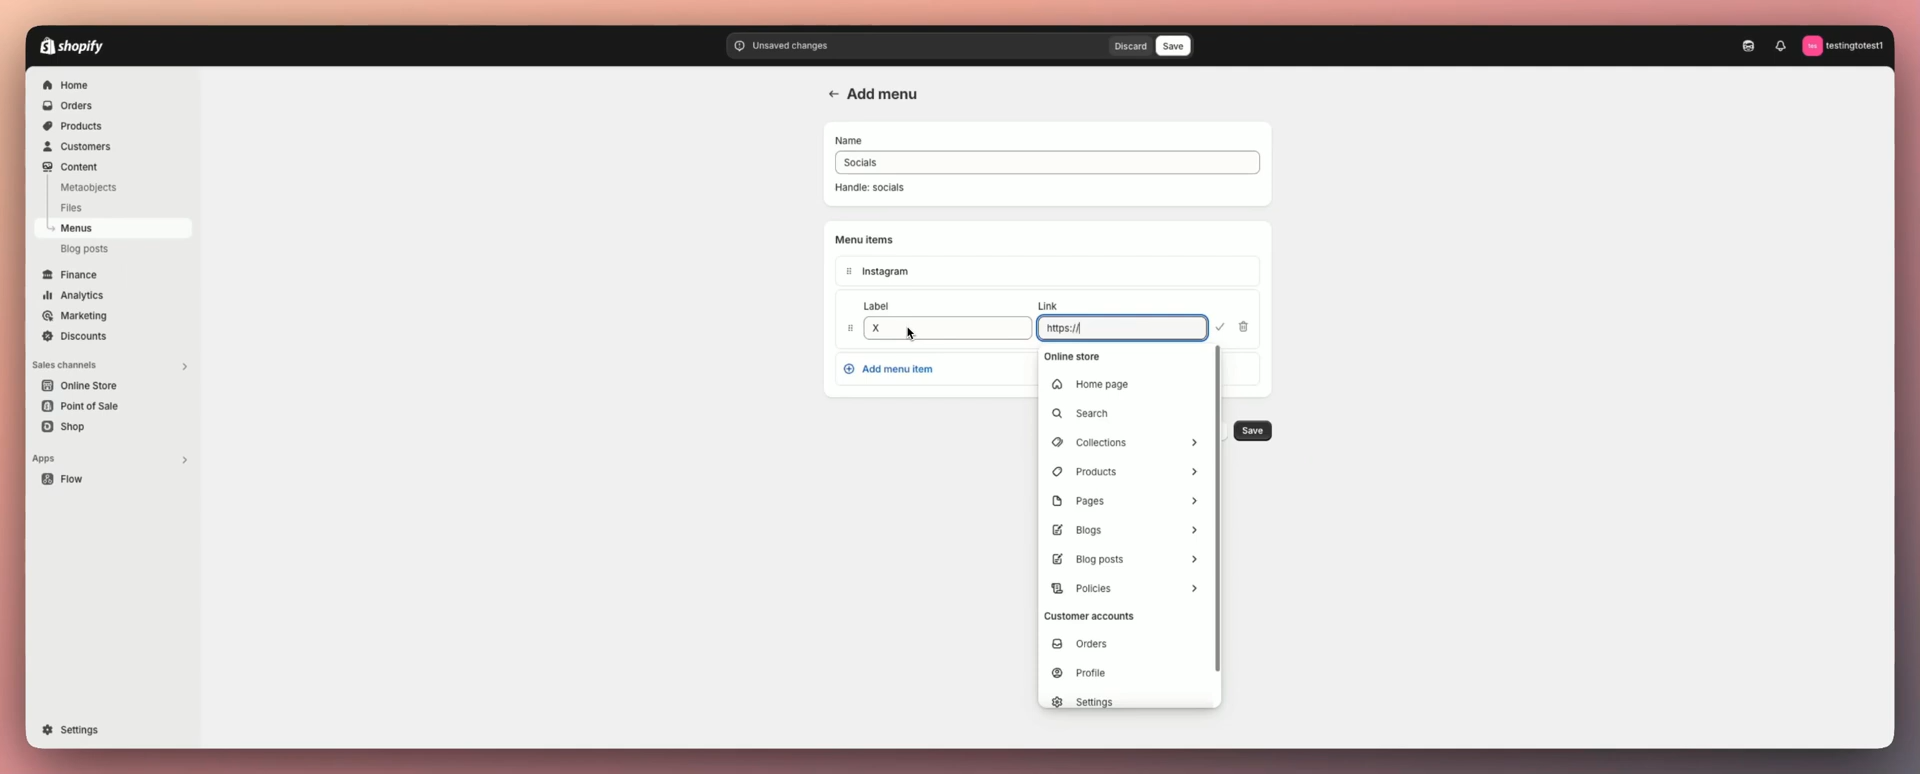 shopify
Unsaved changes
Discard
Save
tes
testingtotest1
Home
Orders
Products
Customers
Content
Metaobjects
Files
Menus
Blog posts
Finance
Analytics
Marketing
Discounts
Sales channels
Online Store
Point of Sale
Shop
Apps
Flow
Settings
Add menu
Name
Socials
Handle: socials
Menu items
Instagram
Label
Link
X
https://
Add menu item
Online store
Home page
Search
Collections
Products
Pages
Blogs
Blog posts
Policies
Customer accounts
Orders
Profile
Settings
Save